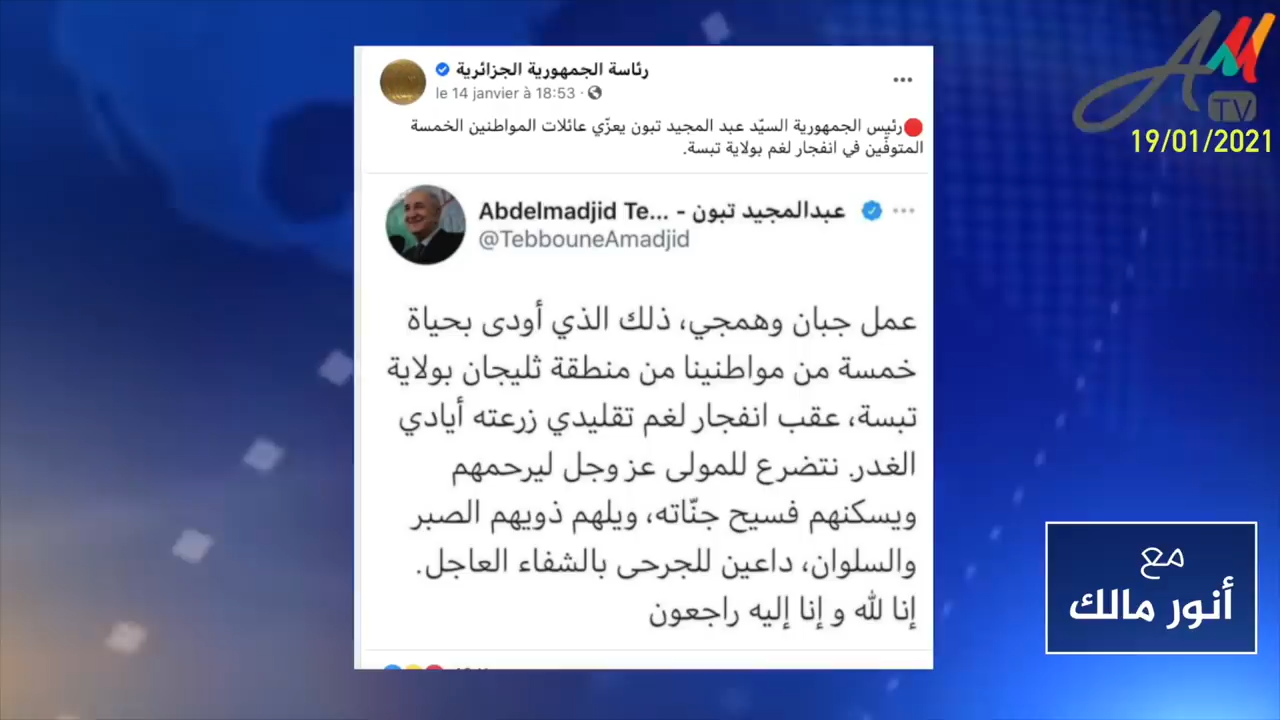 رئاسة الجمهورية الجزائرية
le 14 janvier à 18:53 ·
رئيس الجمهورية السيّد عبد المجيد تبون يعزّي عائلات المواطنين الخمسة
المتوفّين في انفجار لغم بولاية تبسة.
عبدالمجيد تبون - Abdelmadjid Te...
@TebbouneAmadjid
عمل جبان وهمجي، ذلك الذي أودى بحياة
خمسة من مواطنينا من منطقة ثليجان بولاية
تبسة، عقب انفجار لغم تقليدي زرعته أيادي
الغدر. نتضرع للمولى عز وجل ليرحمهم
ويسكنهم فسيح جنّاته، ويلهم ذويهم الصبر
والسلوان، داعين للجرحى بالشفاء العاجل.
إنا لله و إنا إليه راجعون
AM
TV
19/01/2021
مع
أنور مالك